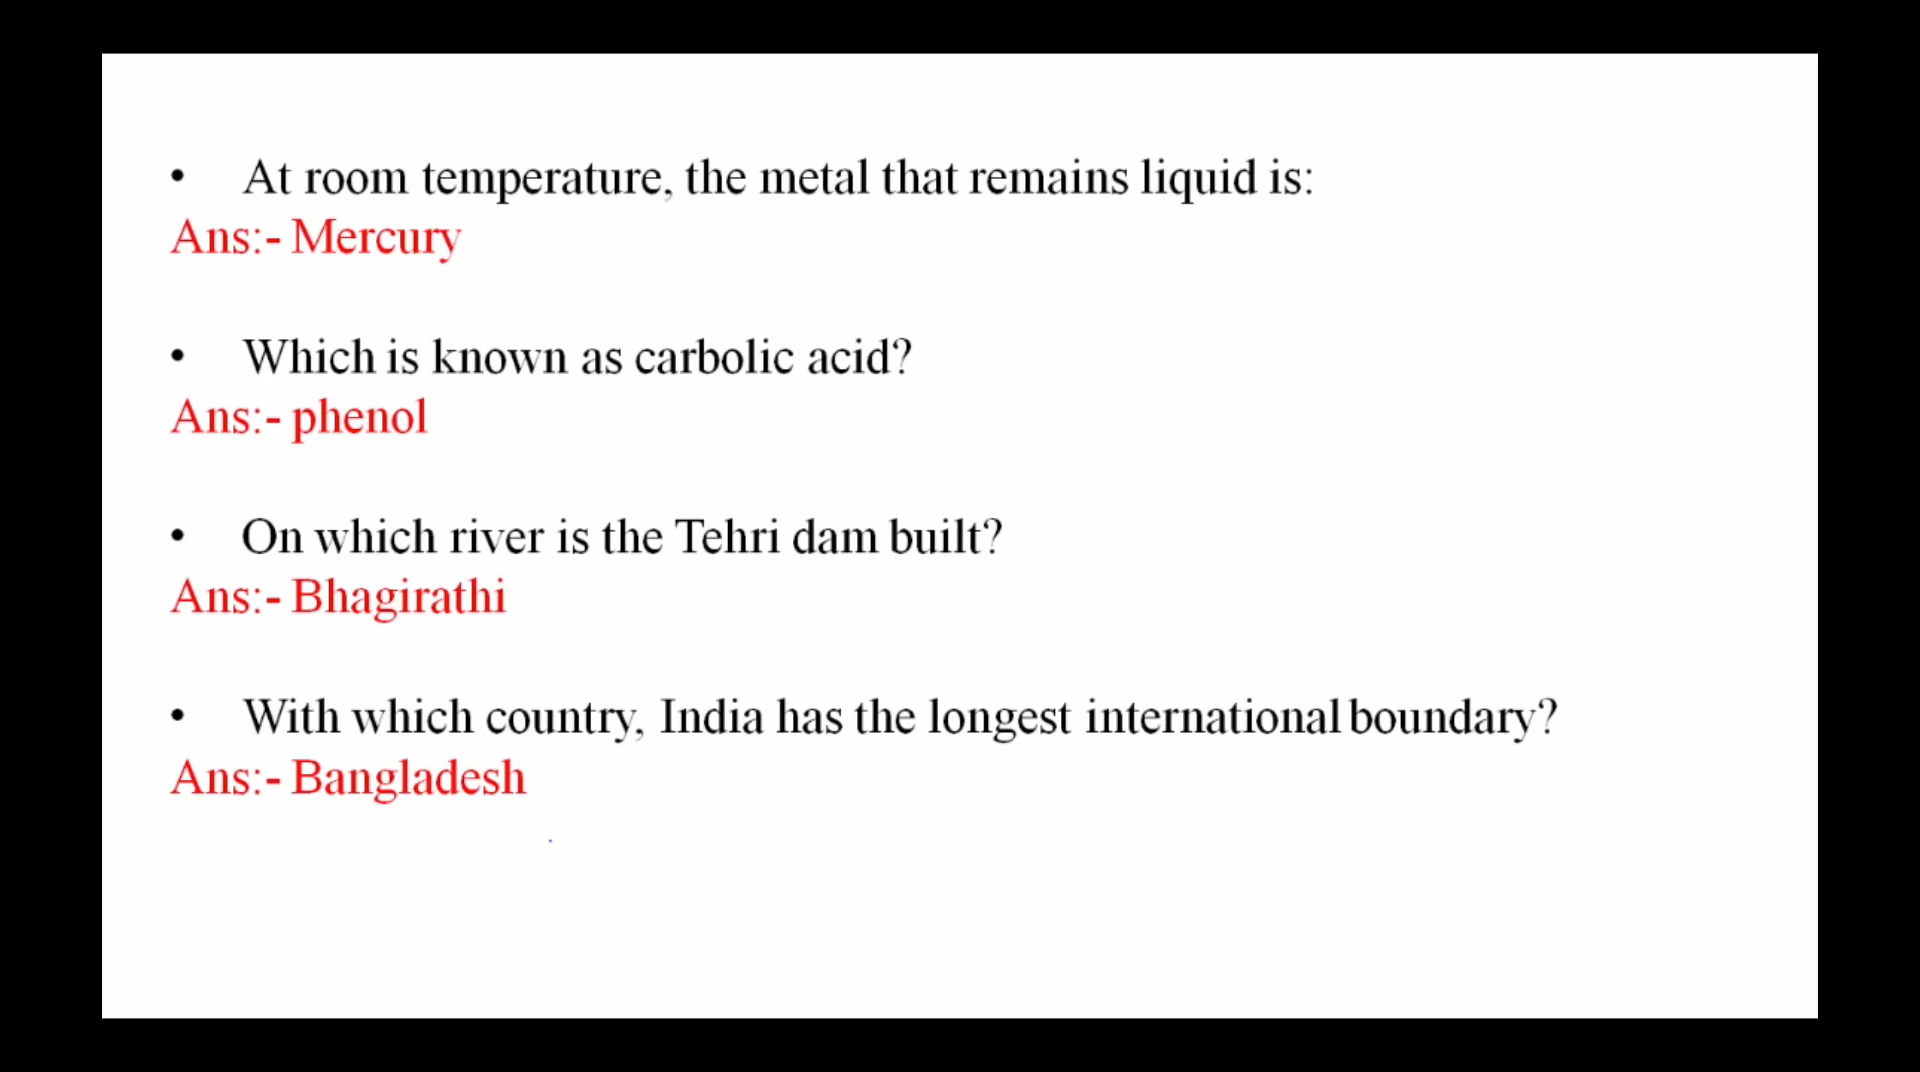 • At room temperature, the metal that remains liquid is:
Ans:- Mercury
• Which is known as carbolic acid?
Ans:- phenol
• On which river is the Tehri dam built?
Ans:- Bhagirathi
• With which country, India has the longest international boundary?
Ans:- Bangladesh